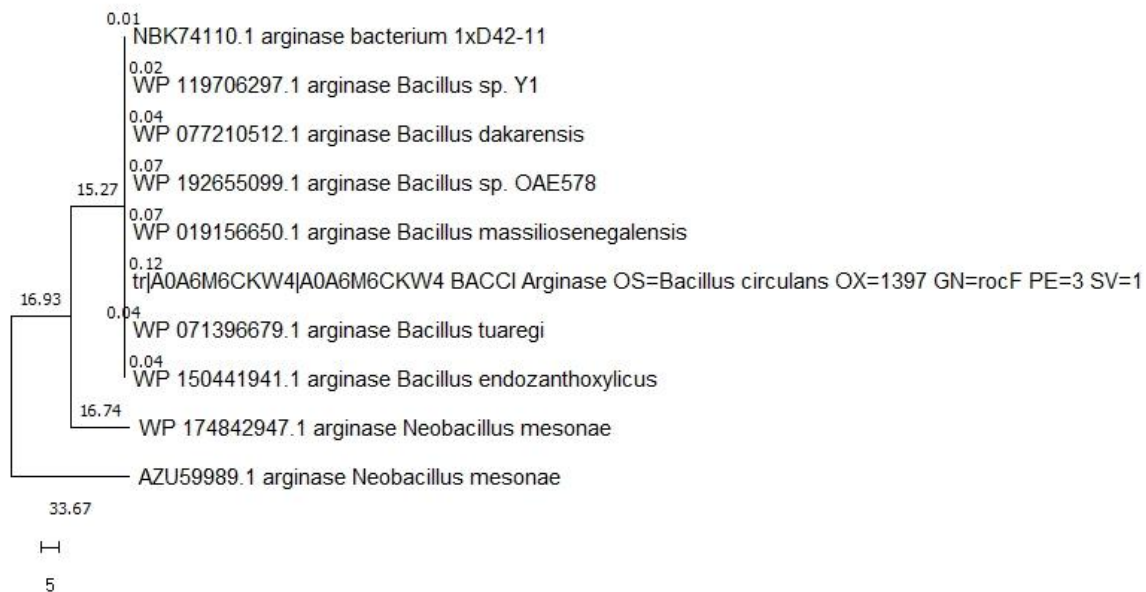 0.01
NBK74110.1 arginase bacterium 1xD42-11
0.02
WP 119706297.1 arginase Bacillus sp. Y1
0.04
WP 077210512.1 arginase Bacillus dakarensis
0.07
WP 192655099.1 arginase Bacillus sp. OAE578
15.27
0.07
WP 019156650.1 arginase Bacillus massiliosenegalensis
0.12
tr|A0A6M6CKW4|A0A6M6CKW4 BACCI Arginase OS=Bacillus circulans OX=1397 GN=rocF PE=3 SV=1
16.93
0.04
WP 071396679.1 arginase Bacillus tuaregi
0.04
WP 150441941.1 arginase Bacillus endozanthoxylicus
16.74
WP 174842947.1 arginase Neobacillus mesonae
AZU59989.1 arginase Neobacillus mesonae
33.67
5